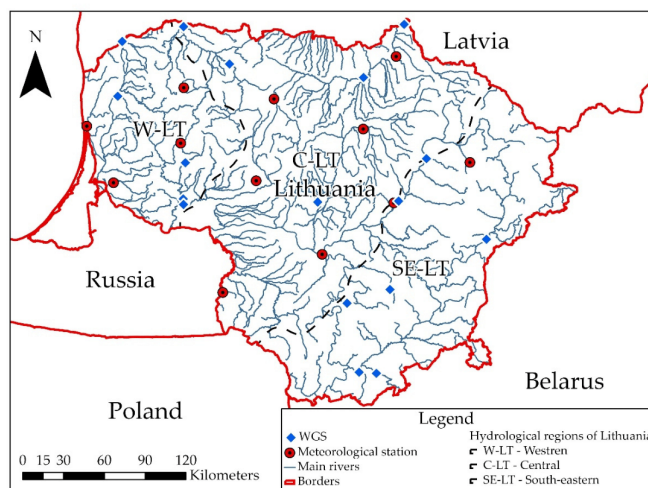 N
Latvia
W-LT
C-LT
Lithuania
Russia
SE-LT
Belarus
Poland
Legend
WGS
Meteorological station
Main rivers
Borders
Hydrological regions of Lithuania
W-LT - Westren
C-LT - Central
SE-LT - South-eastern
0 15 30 60 90 120
Kilometers